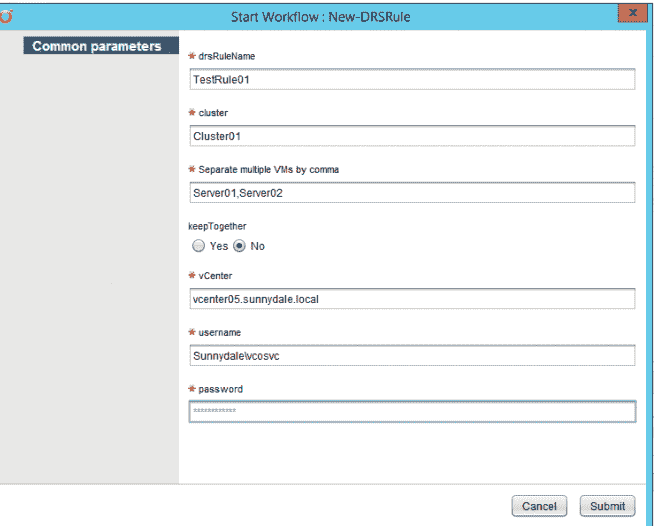 Start Workflow : New-DRSRule
x
Common parameters
* drsRuleName
TestRule01
* cluster
Cluster01
* Separate multiple VMs by comma
Server01,Server02
keepTogether
Yes No
* vCenter
vcenter05.sunnydale.local
* username
Sunnydale\vcosvc
* password
************
Cancel Submit